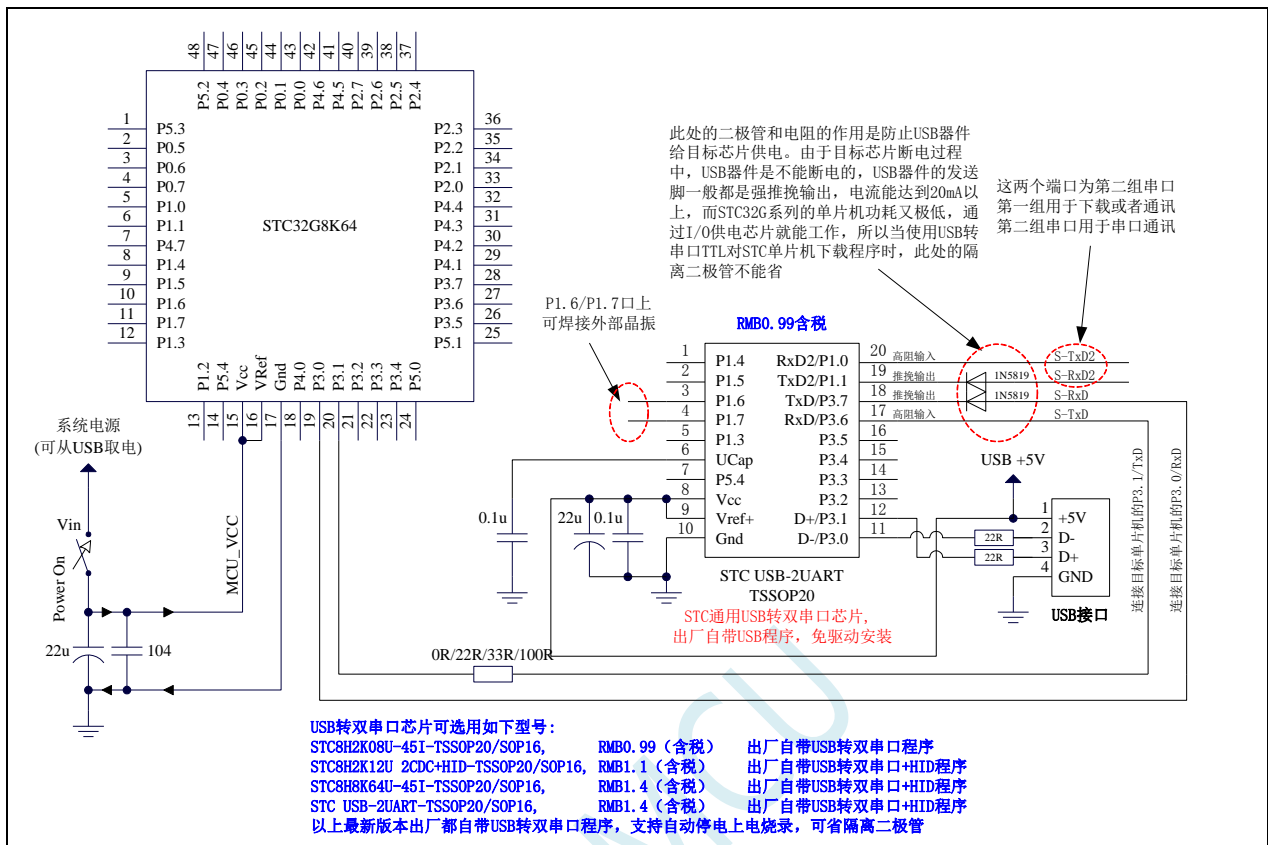 48
47
46
45
44
43
42
41
40
39
38
37
P5.2
P0.4
P0.3
P0.2
P0.1
P0.0
P4.6
P4.5
P2.7
P2.6
P2.5
P2.4
1 P5.3
2 P0.5
3 P0.6
4 P0.7
5 P1.0
6 P1.1
7 P4.7
8 P1.4
9 P1.5
10 P1.6
11 P1.7
12 P1.3
STC32G8K64
P2.3 36
P2.2 35
P2.1 34
P2.0 33
P4.4 32
P4.3 31
P4.2 30
P4.1 29
P3.7 28
P3.6 27
P3.5 26
P5.1 25
P1.2
P5.4
Vcc
VRef
Gnd
P4.0
P3.0
P3.1
P3.2
P3.3
P3.4
P5.0
13
14
15
16
17
18
19
20
21
22
23
24
此处的二极管和电阻的作用是防止USB器件
给目标芯片供电。由于目标芯片断电过程
中，USB器件是不能断电的，USB器件的发送
脚一般都是强推挽输出，电流能达到20mA以
上，而STC32G系列的单片机功耗又极低，通
过I/O供电芯片就能工作，所以当使用USB转
串口TTL对STC单片机下载程序时，此处的隔
离二极管不能省
这两个端口为第二组串口
第一组用于下载或者通讯
第二组串口用于串口通讯
P1.6/P1.7口上
可焊接外部晶振
RMB0.99含税
1 P1.4
2 P1.5
3 P1.6
4 P1.7
5 P1.3
6 UCap
7 P5.4
8 Vcc
9 Vref+
10 Gnd
RxD2/P1.0 20 高阻输入 S-TxD2
TxD2/P1.1 19 推挽输出 1N5819 S-RxD2
TxD/P3.7 18 推挽输出 1N5819 S-RxD
RxD/P3.6 17 高阻输入 S-TxD
P3.5 16
P3.4 15
P3.3 14
P3.2 13
D+/P3.1 12
D-/P3.0 11
STC USB-2UART
TSSOP20
STC通用USB转双串口芯片，
出厂自带USB程序，免驱动安装
系统电源
(可从USB取电)
Vin
Power On
MCU_VCC
22u
104
0.1u
22u
0.1u
USB +5V
22R
22R
1 +5V
2 D-
3 D+
4 GND
USB接口
连接目标单片机的P3.1/TxD
连接目标单片机的P3.0/RxD
0R/22R/33R/100R
MCU
USB转双串口芯片可选用如下型号：
STC8H2K08U-45I-TSSOP20/SOP16, RMB0.99（含税） 出厂自带USB转双串口程序
STC8H2K12U 2CDC+HID-TSSOP20/SOP16, RMB1.1（含税） 出厂自带USB转双串口+HID程序
STC8H8K64U-45I-TSSOP20/SOP16, RMB1.4（含税） 出厂自带USB转双串口+HID程序
STC USB-2UART-TSSOP20/SOP16, RMB1.4（含税） 出厂自带USB转双串口+HID程序
以上最新版本出厂都自带USB转双串口程序，支持自动停电上电烧录，可省隔离二极管